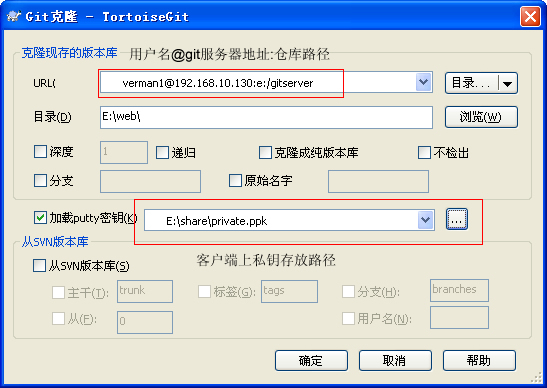 Git克隆 - TortoiseGit
克隆现存的版本库 用户名@git服务器地址:仓库路径
URL( verman1@192.168.10.130:e:/gitserver 目录...
目录(D) E:\web\ 浏览(W)
深度 1 递归 克隆成纯版本库 不检出
分支 原始名字
加载putty密钥(K) E:\share\private.ppk ...
从SVN版本库
从SVN版本库(S) 客户端上私钥存放路径
主干(T): trunk 标签(G): tags 分支(H): branches
从(F): 0 用户名(N):
确定 取消 帮助